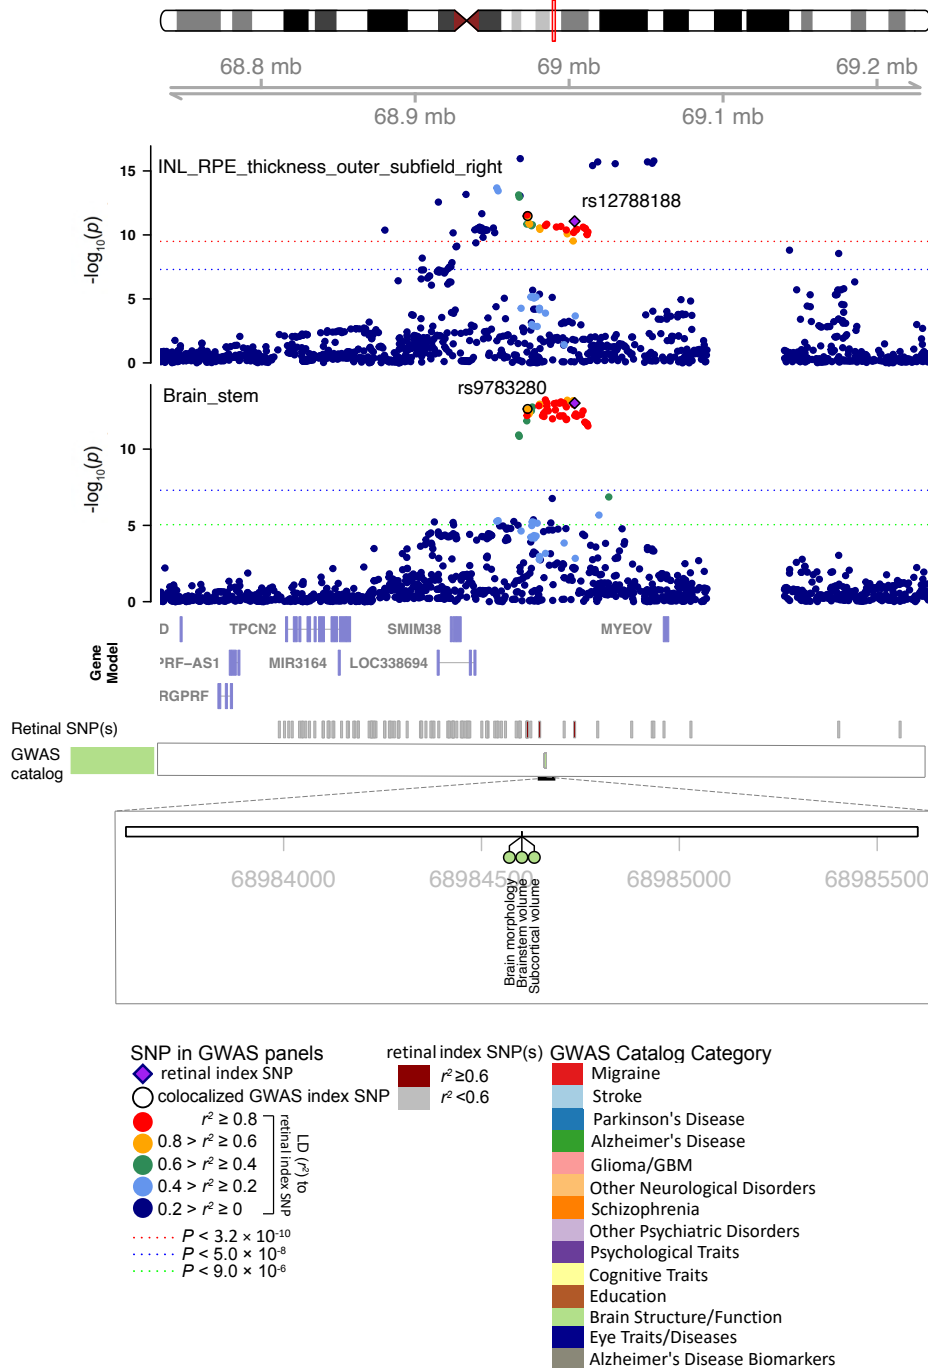 68.8 mb
69 mb
69.2 mb
68.9 mb
69.1 mb
INL_RPE_thickness_outer_subfield_right
rs12788188
15
10
5
0
-log10(p)
rs9783280
Brain_stem
10
5
0
-log10(p)
Gene Model
D
TPCN2
SMIM38
MYEOV
PRF-AS1
MIR3164
LOC338694
RGPRF
Retinal SNP(s)
GWAS
catalog
68984000
68984500
68985000
68985500
Brain morphology
Brainstem volume
Subcortical volume
SNP in GWAS panels
retinal index SNP
colocalized GWAS index SNP
r² ≥ 0.8
0.8 > r² ≥ 0.6
0.6 > r² ≥ 0.4
0.4 > r² ≥ 0.2
0.2 > r² ≥ 0
LD (r²) to
retinal index SNP
P < 3.2 × 10⁻¹⁰
P < 5.0 × 10⁻⁸
P < 9.0 × 10⁻⁶
retinal index SNP(s)
r² ≥0.6
r² <0.6
GWAS Catalog Category
Migraine
Stroke
Parkinson's Disease
Alzheimer's Disease
Glioma/GBM
Other Neurological Disorders
Schizophrenia
Other Psychiatric Disorders
Psychological Traits
Cognitive Traits
Education
Brain Structure/Function
Eye Traits/Diseases
Alzheimer's Disease Biomarkers